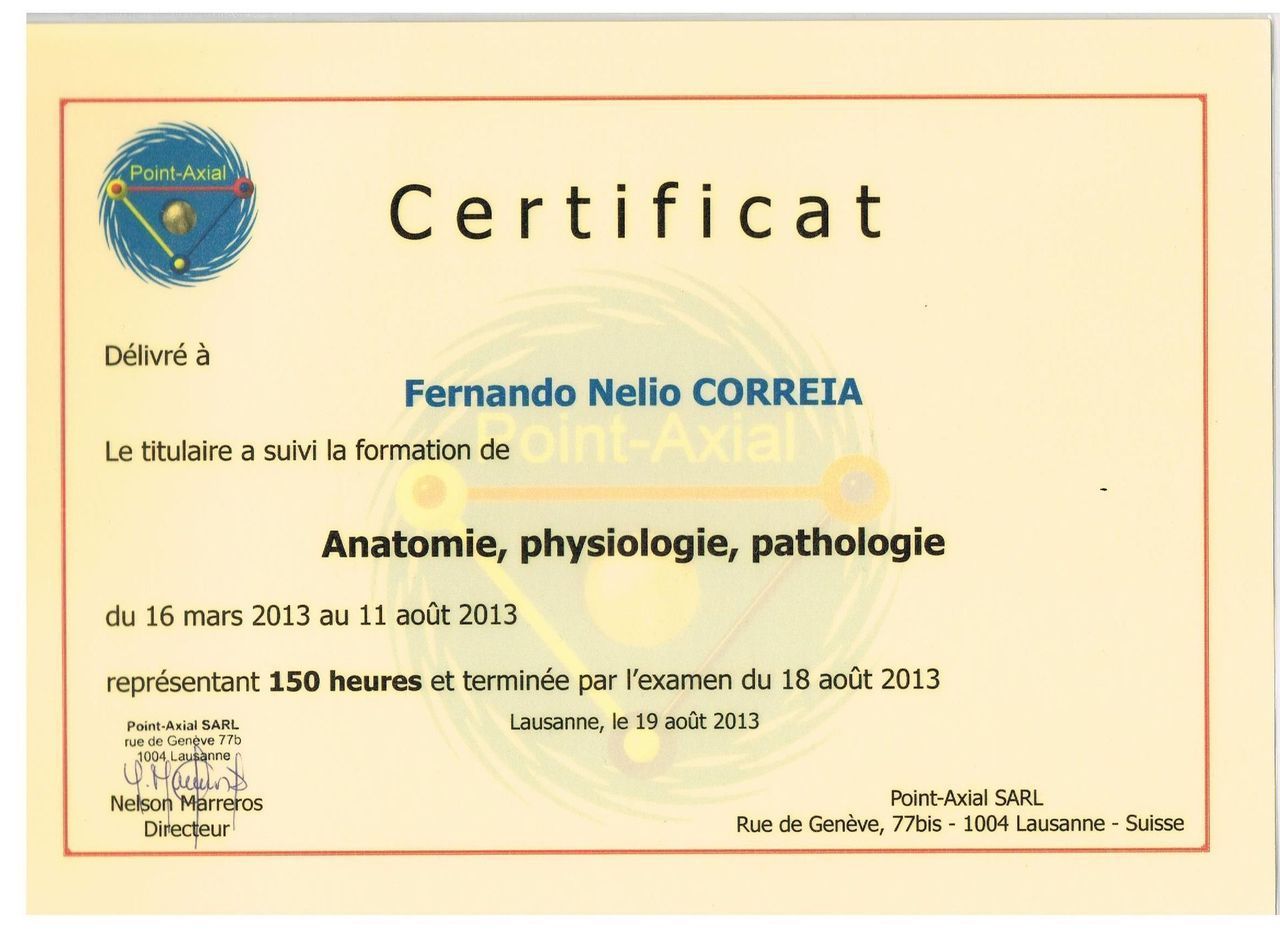 Point-Axial
Certificat
Délivré à
Fernando Nelio CORREIA
Point-Axial
Le titulaire a suivi la formation de
Anatomie, physiologie, pathologie
du 16 mars 2013 au 11 août 2013
représentant 150 heures et terminée par l’examen du 18 août 2013
Lausanne, le 19 août 2013
Point-Axial SARL
rue de Genève 77b
1004 Lausanne
Nelson Marreros
Directeur
Point-Axial SARL
Rue de Genève, 77bis - 1004 Lausanne - Suisse